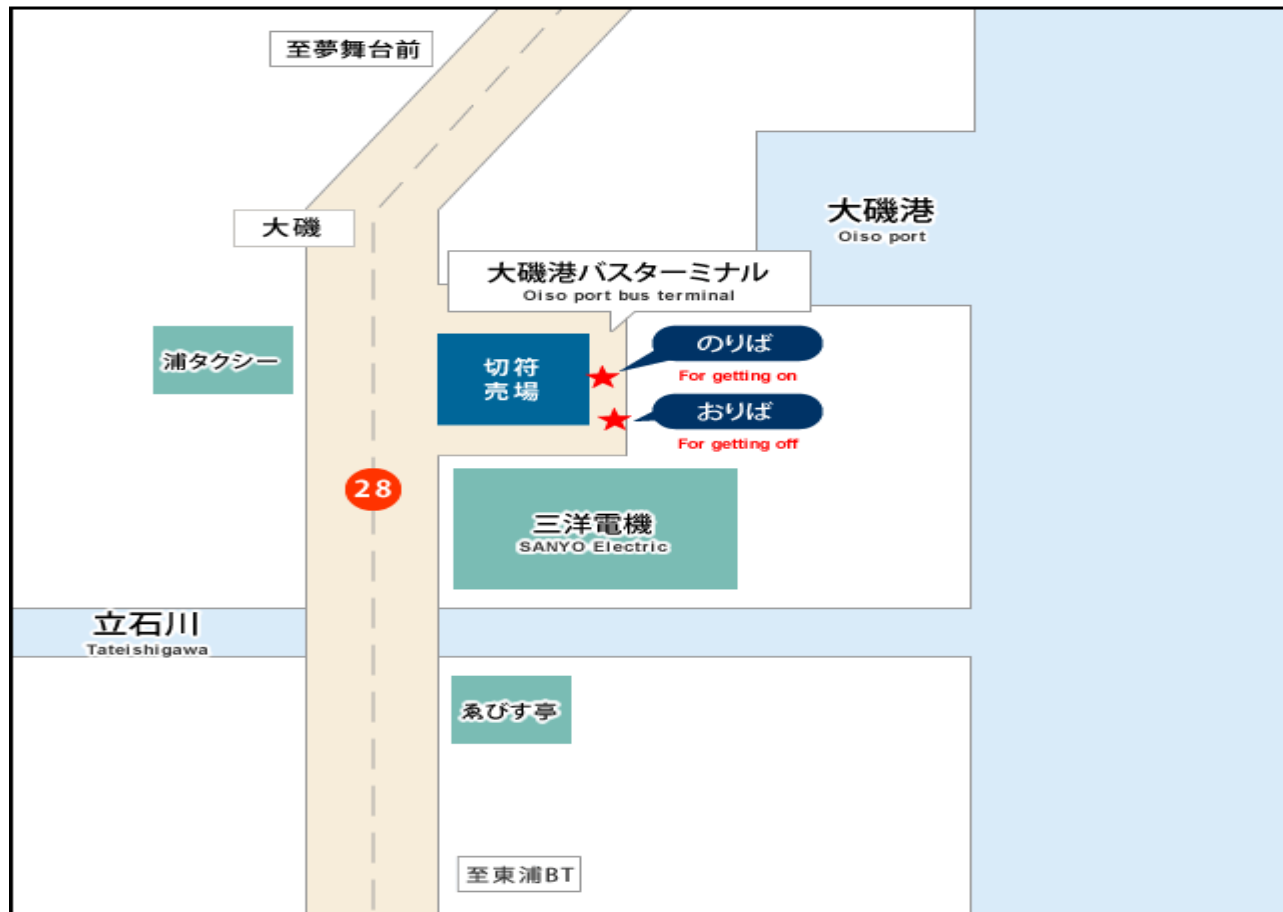 至夢舞台前
大磯港
Oiso port
大磯
大磯港バスターミナル
Oiso port bus terminal
のりば
For getting on
浦タクシー
切符
売場
おりば
For getting off
28
三洋電機
SANYO Electric
立石川
Tateishigawa
ゑびす亭
至東浦BT